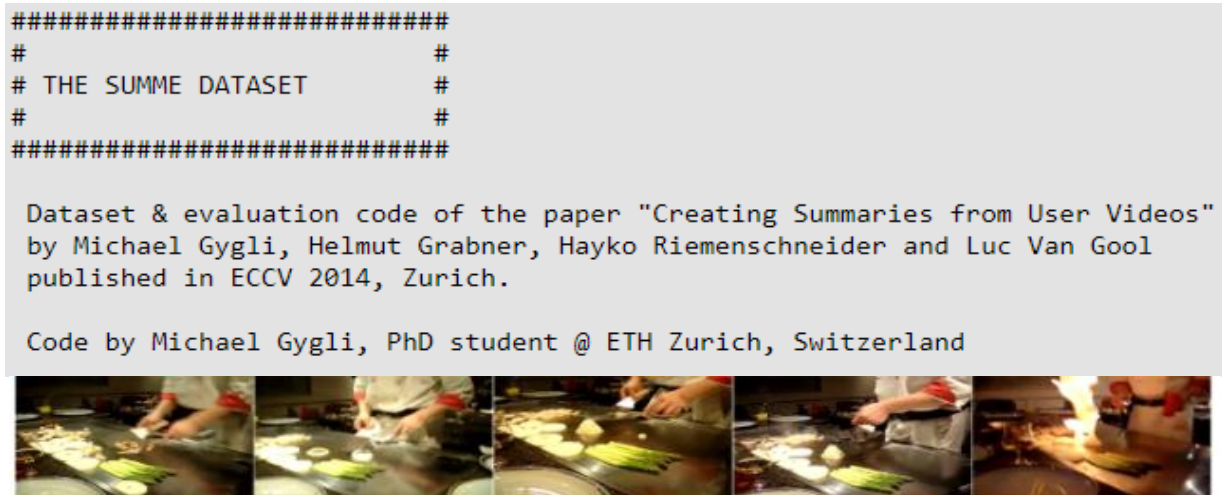 ############################
#                          #
# THE SUMME DATASET        #
#                          #
############################
Dataset & evaluation code of the paper "Creating Summaries from User Videos"
by Michael Gygli, Helmut Grabner, Hayko Riemenschneider and Luc Van Gool
published in ECCV 2014, Zurich.
Code by Michael Gygli, PhD student @ ETH Zurich, Switzerland